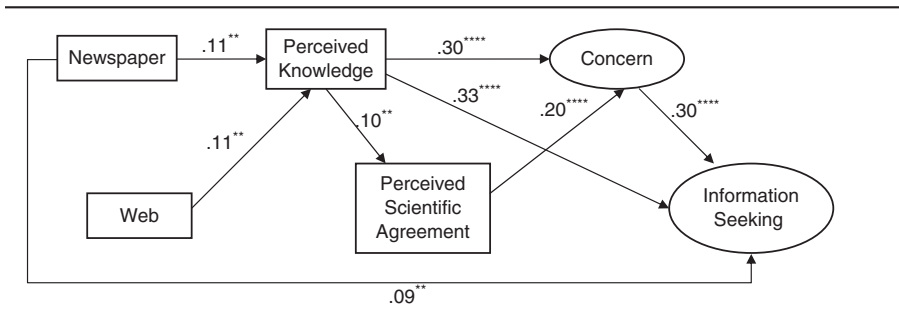 Newspaper
.11**
Perceived
Knowledge
.30****
Concern
.33****
.20****
.30****
.10**
.11**
Web
Perceived
Scientific
Agreement
Information
Seeking
.09**